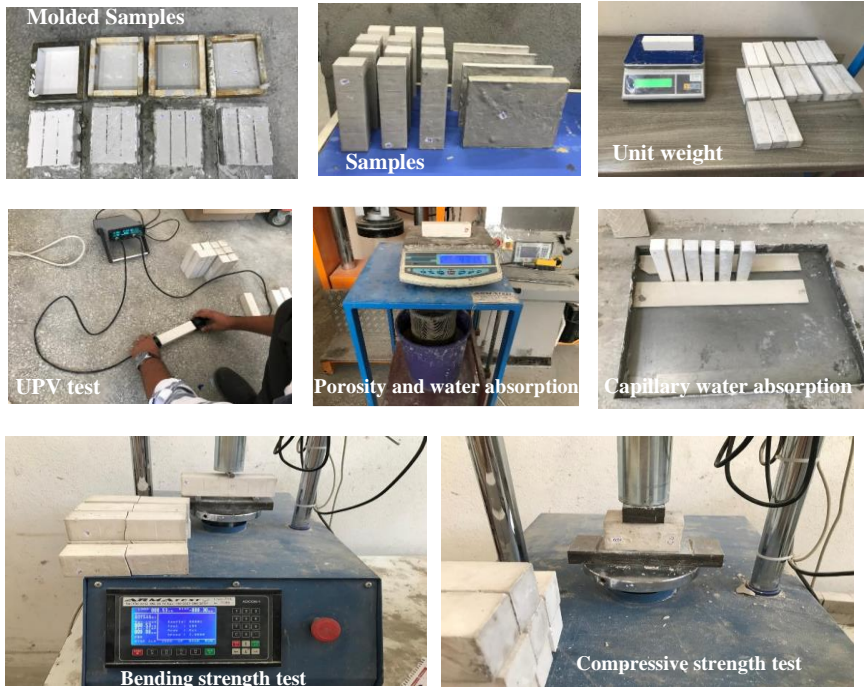 Molded Samples
Samples
Unit weight
UPV test
Porosity and water absorption
Capillary water absorption
ARMATEST
Bending strength test
Compressive strength test